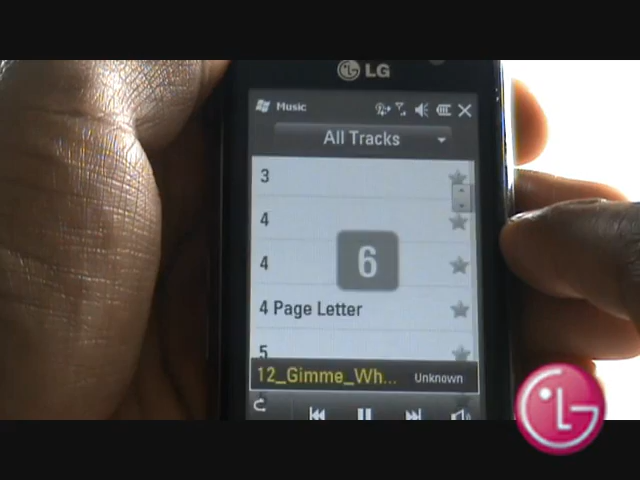 LG
Music
All Tracks
3
4
4
6
4 Page Letter
5
12_Gimme_Wh... Unknown